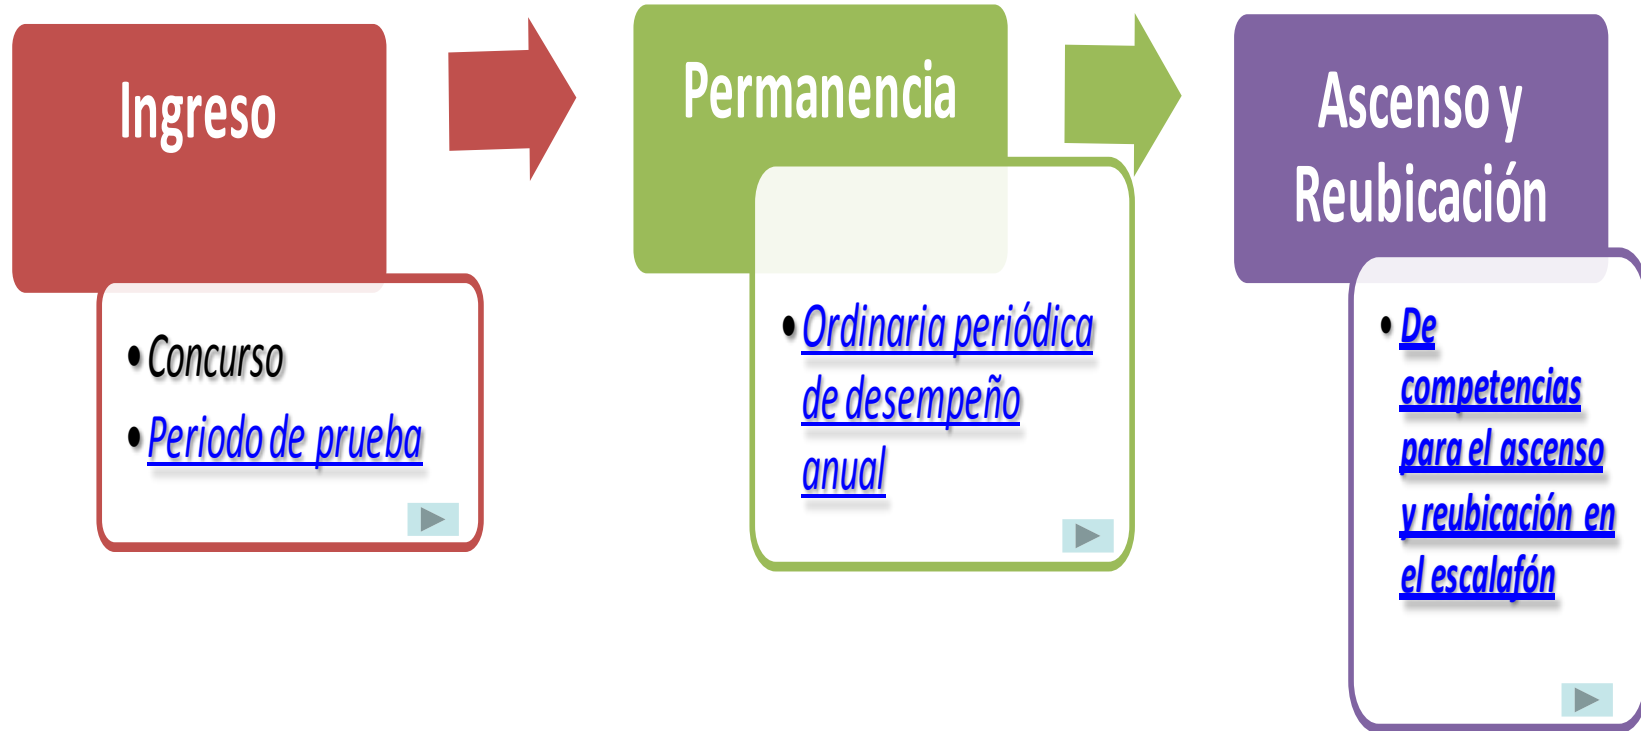 Ingreso
• Concurso
• Periodo de prueba
Permanencia
• Ordinaria periódica
de desempeño
anual
Ascenso y
Reubicación
• De
competencias
para el ascenso
y reubicación en
el escalafón